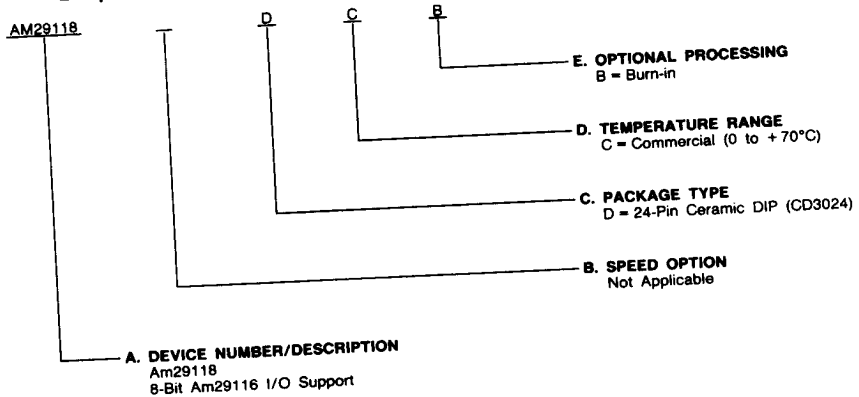 AM29118 – D C B
E. OPTIONAL PROCESSING
B = Burn-in
D. TEMPERATURE RANGE
C = Commercial (0 to +70°C)
C. PACKAGE TYPE
D = 24-Pin Ceramic DIP (CD3024)
B. SPEED OPTION
Not Applicable
A. DEVICE NUMBER/DESCRIPTION
Am29118
8-Bit Am29116 I/O Support